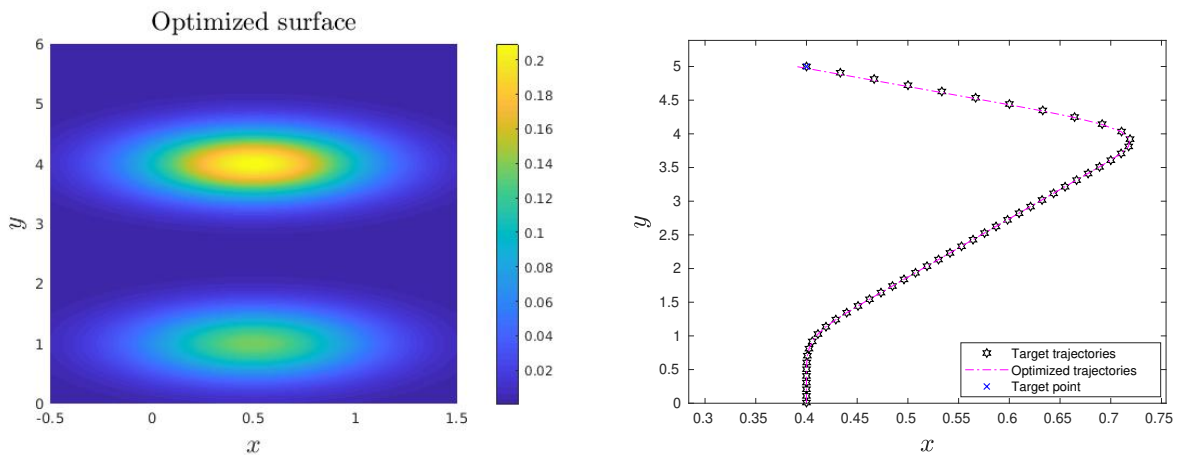 Optimized surface
6
5
4
3
2
1
0
y
-0.5 0 0.5 1 1.5
x
0.2
0.18
0.16
0.14
0.12
0.1
0.08
0.06
0.04
0.02
5
4.5
4
3.5
3
2.5
2
1.5
1
0.5
0
y
0.3 0.35 0.4 0.45 0.5 0.55 0.6 0.65 0.7 0.75
x
Target trajectories
Optimized trajectories
Target point